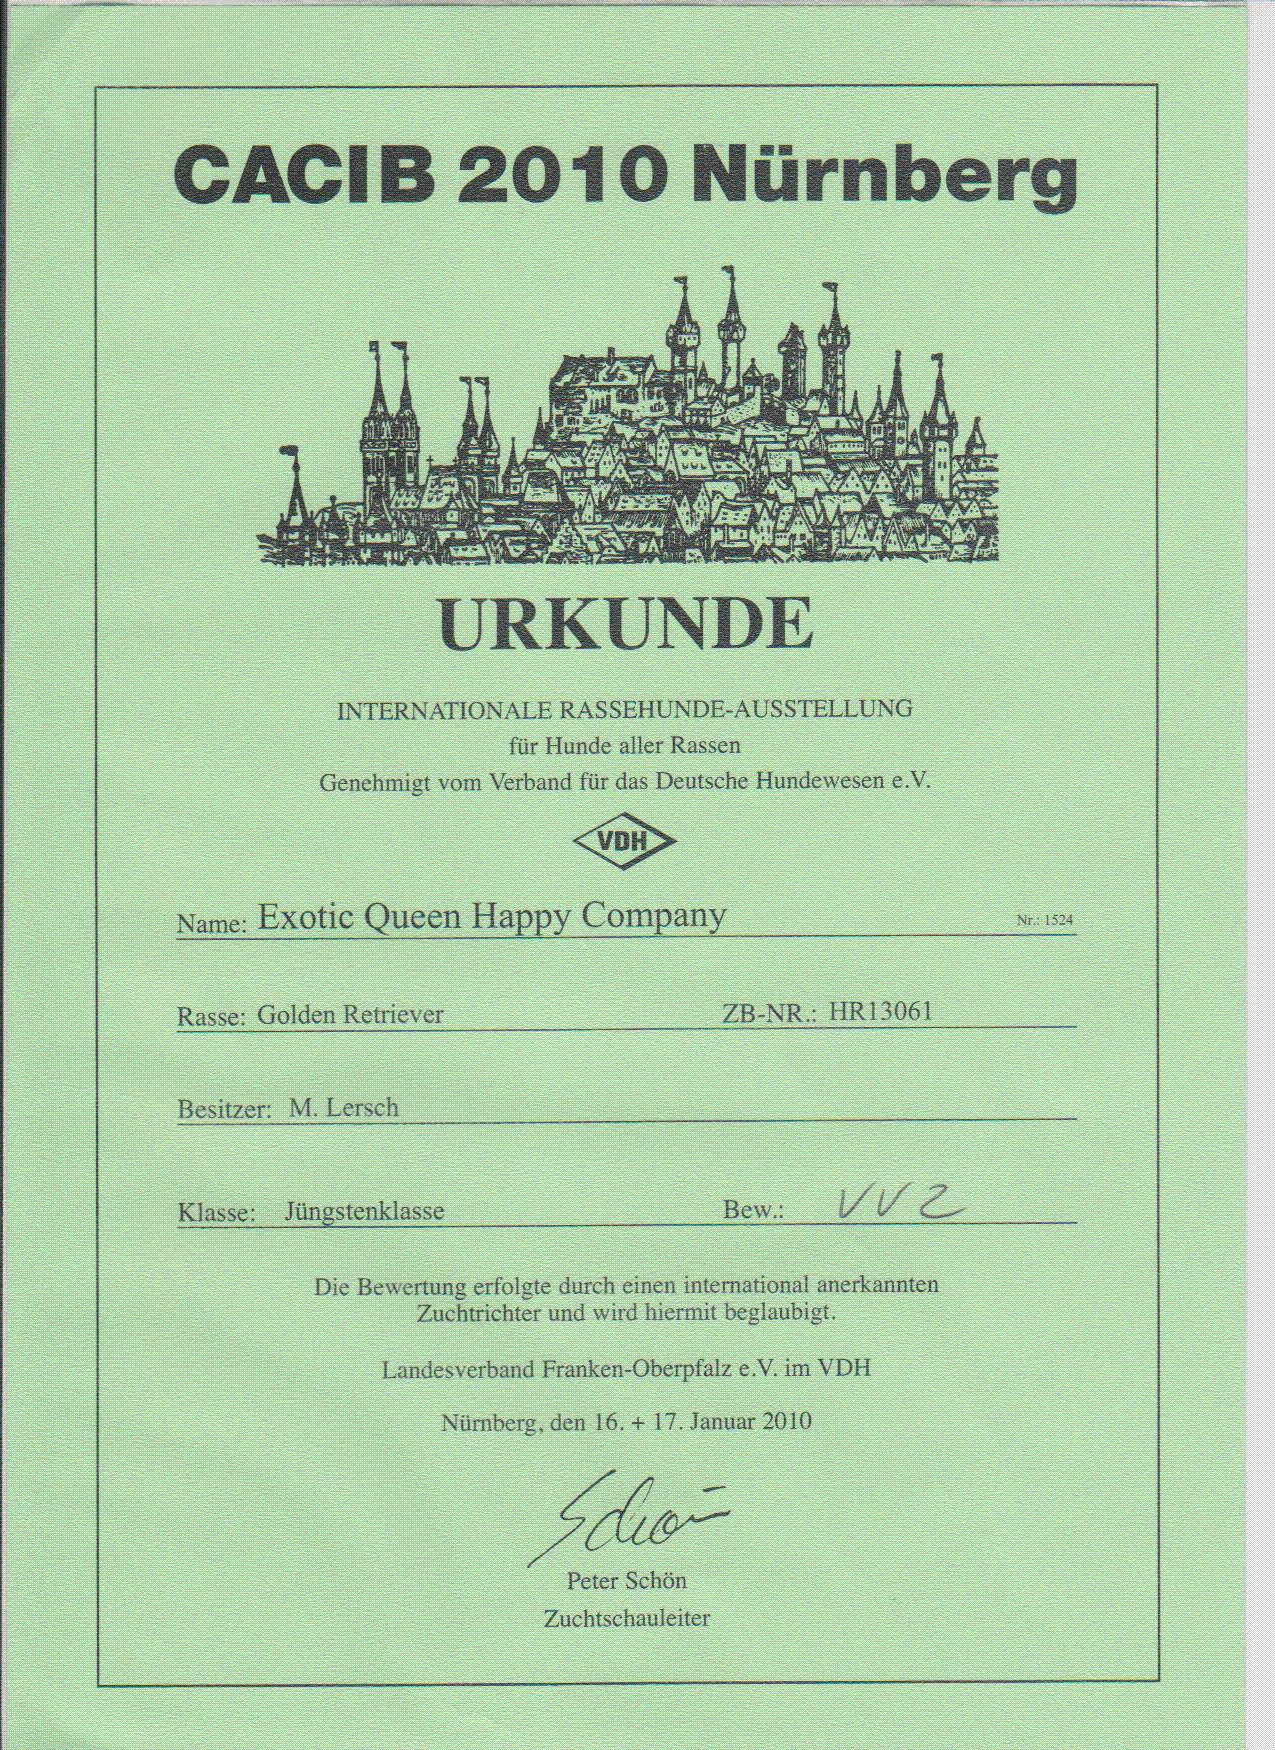 CACIB 2010 Nürnberg
URKUNDE
INTERNATIONALE RASSEHUNDE-AUSSTELLUNG
für Hunde aller Rassen
Genehmigt vom Verband für das Deutsche Hundewesen e.V.
VDH
Name: Exotic Queen Happy Company Nr.: 1524
Rasse: Golden Retriever ZB-NR.: HR13061
Besitzer: M. Lersch
Klasse: Jüngstenklasse Bew.: VV2
Die Bewertung erfolgte durch einen international anerkannten
Zuchtrichter und wird hiermit beglaubigt.
Landesverband Franken-Oberpfalz e.V. im VDH
Nürnberg, den 16. + 17. Januar 2010
Schön
Peter Schön
Zuchtschauleiter